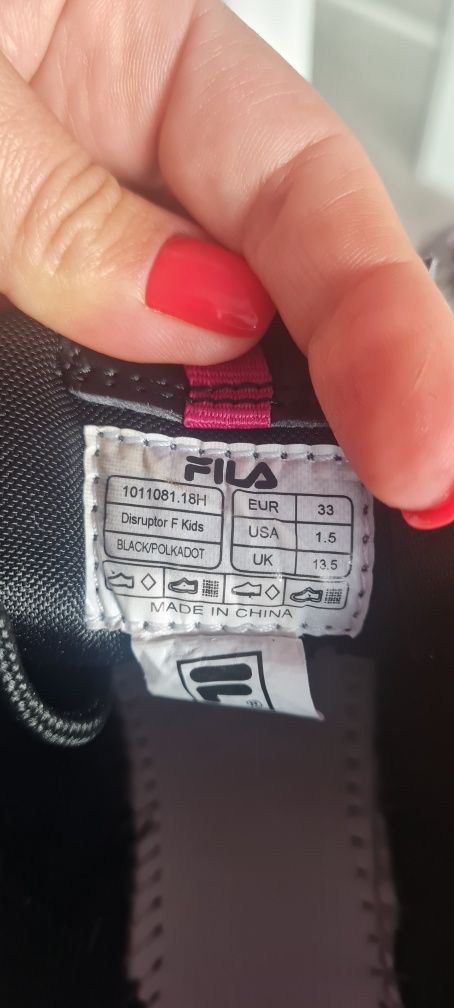 FILA
1011081.18H
Disruptor F Kids
BLACK/POLKADOT
EUR 33
USA 1.5
UK 13.5
MADE IN CHINA